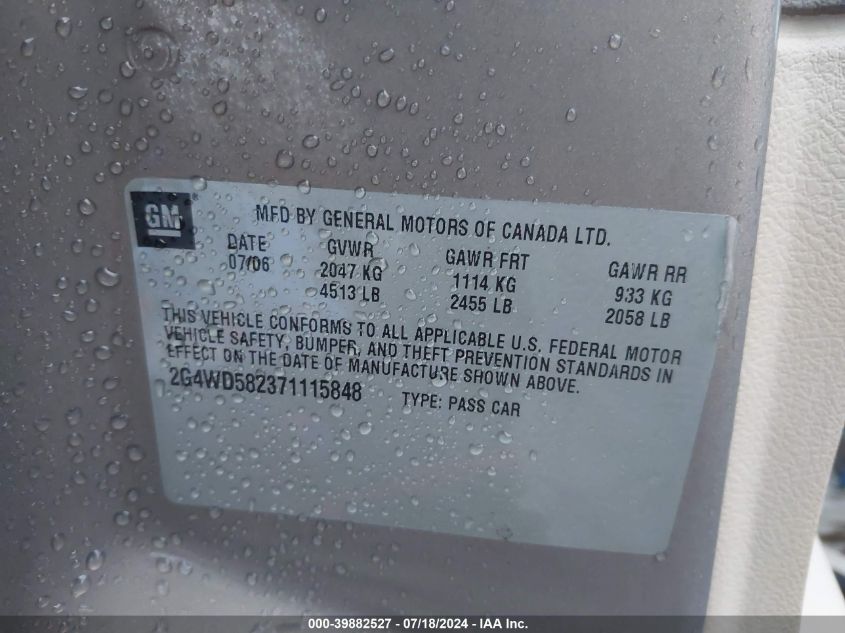 GM®
MFD BY GENERAL MOTORS OF CANADA LTD.
DATE GVWR GAWR FRT GAWR RR
07/06 2047 KG 1114 KG 933 KG
4513 LB 2455 LB 2058 LB
THIS VEHICLE CONFORMS TO ALL APPLICABLE U.S. FEDERAL MOTOR
VEHICLE SAFETY, BUMPER, AND THEFT PREVENTION STANDARDS IN
EFFECT ON THE DATE OF MANUFACTURE SHOWN ABOVE.
2G4WD582371115848 TYPE: PASS CAR
000-39882527 - 07/18/2024 - IAA Inc.